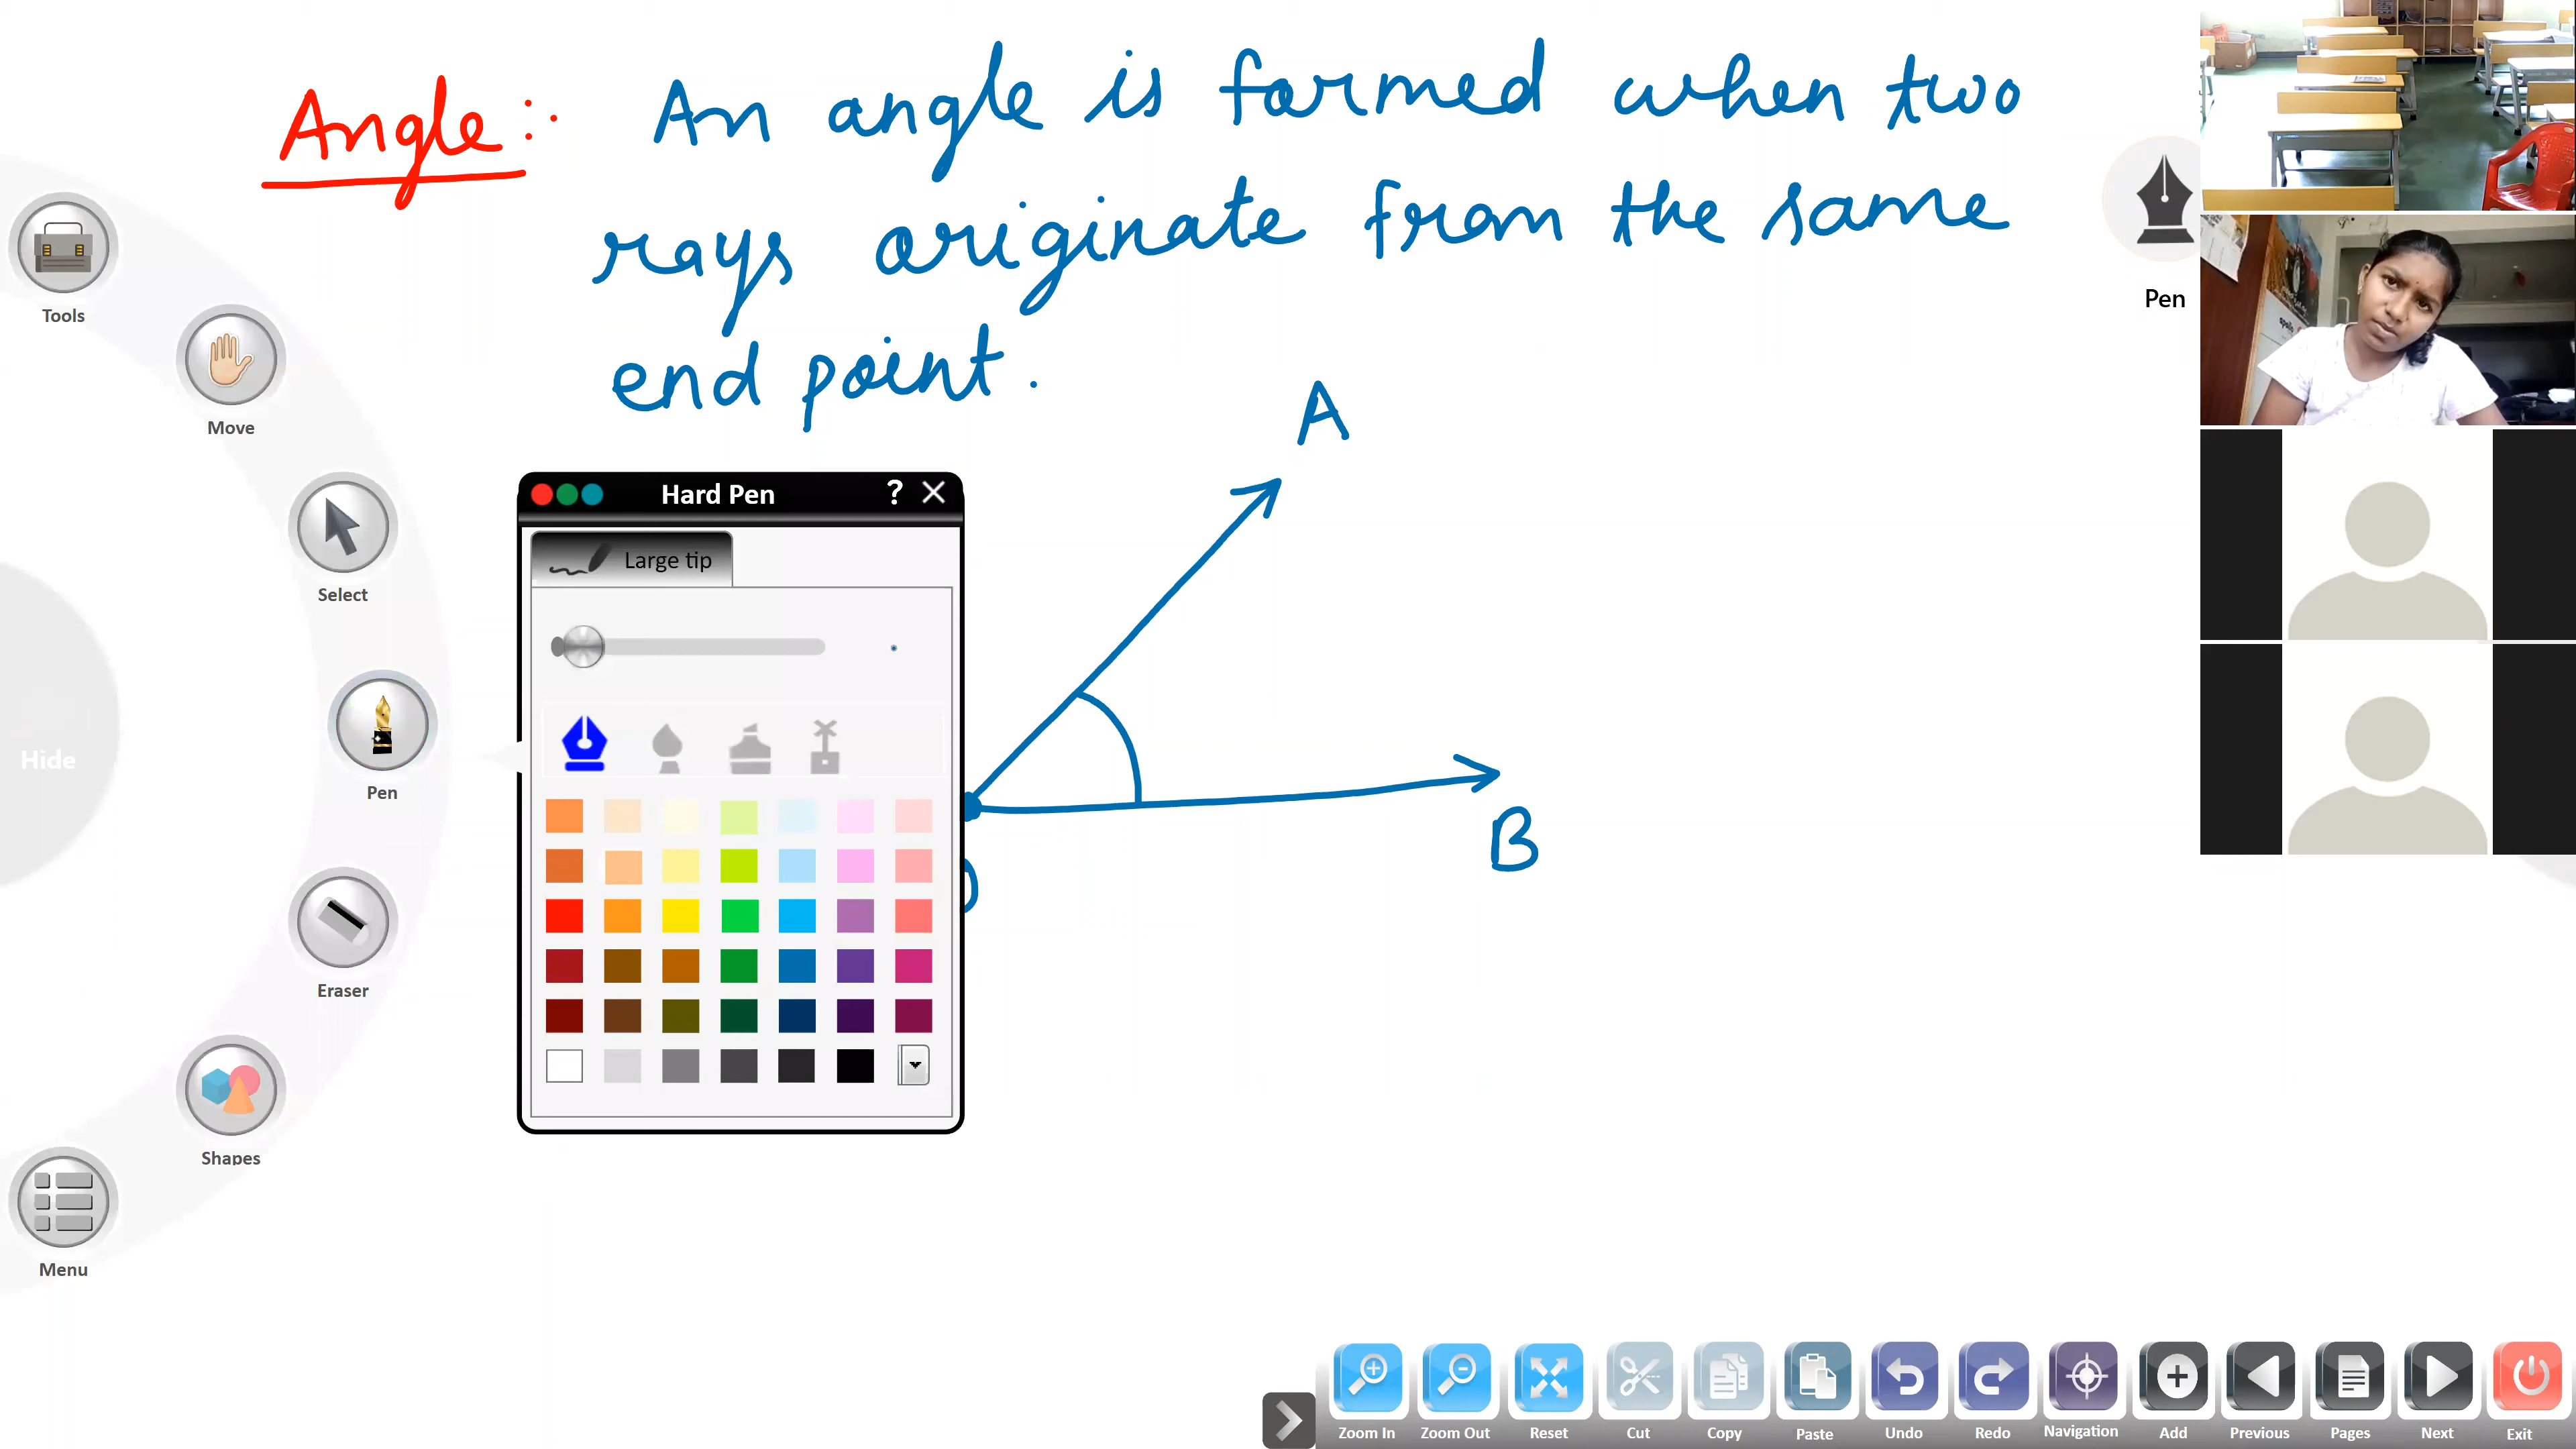 Angle:- An angle is formed when two
rays originate from the same
end point.
A
B
Tools
Move
Select
Pen
Eraser
Shapes
Menu
Hide
Hard Pen ?
Large tip
Pen
Zoom In Zoom Out Reset Cut Copy Paste Undo Redo Navigation Add Previous Pages Next Exit